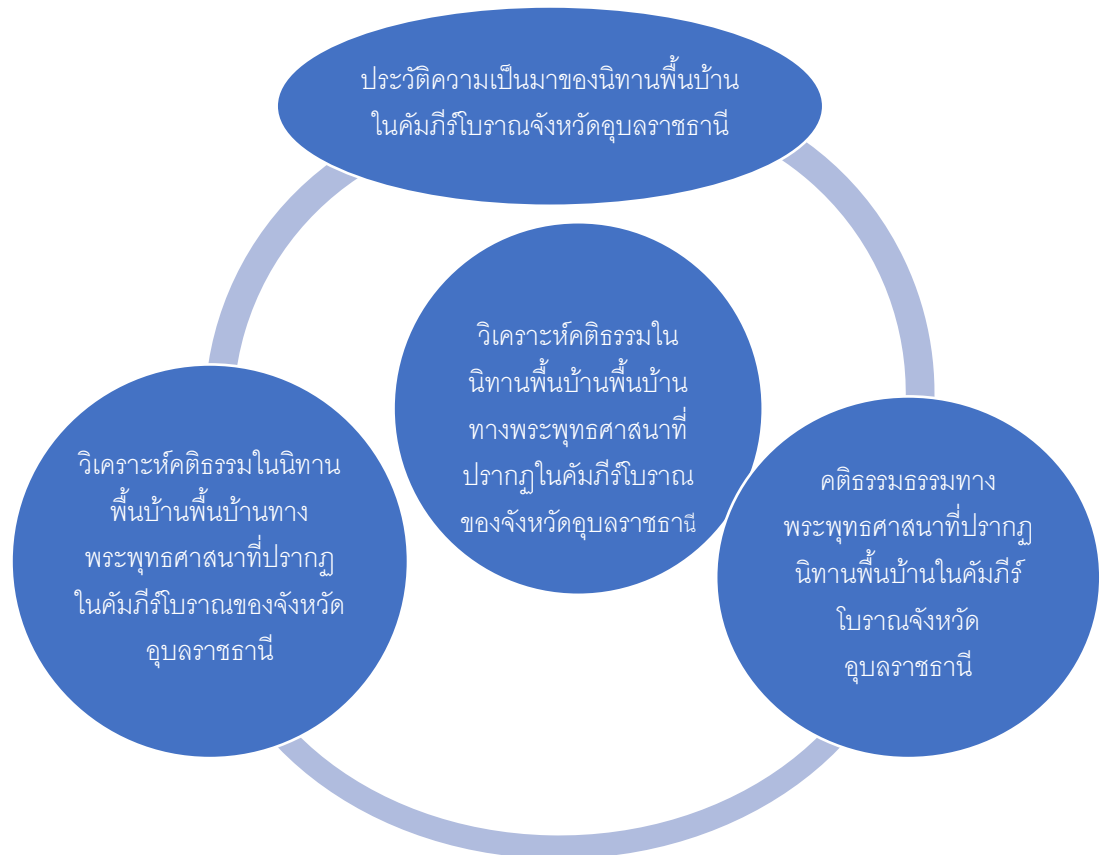 ประวัติความเป็นมาของนิทานพื้นบ้าน
ในคัมภีร์โบราณจังหวัดอุบลราชธานี
วิเคราะห์คติธรรมใน
นิทานพื้นบ้านพื้นบ้าน
ทางพระพุทธศาสนาที่
ปรากฏในคัมภีร์โบราณ
ของจังหวัดอุบลราชธานี
วิเคราะห์คติธรรมในนิทาน
พื้นบ้านพื้นบ้านทาง
พระพุทธศาสนาที่ปรากฏ
ในคัมภีร์โบราณของจังหวัด
อุบลราชธานี
คติธรรมธรรมทาง
พระพุทธศาสนาที่ปรากฏ
นิทานพื้นบ้านในคัมภีร์
โบราณจังหวัด
อุบลราชธานี